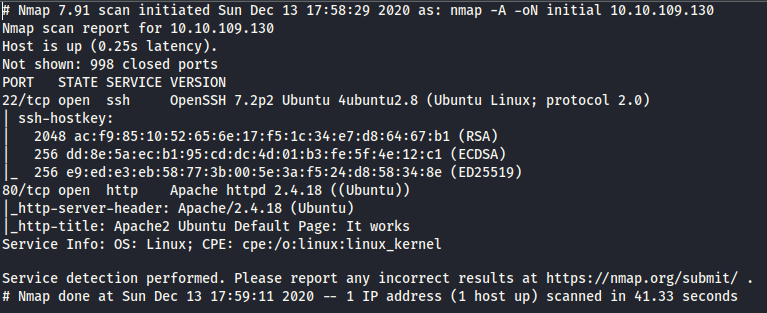 # Nmap 7.91 scan initiated Sun Dec 13 17:58:29 2020 as: nmap -A -oN initial 10.10.109.130
Nmap scan report for 10.10.109.130
Host is up (0.25s latency).
Not shown: 998 closed ports
PORT   STATE SERVICE VERSION
22/tcp open  ssh     OpenSSH 7.2p2 Ubuntu 4ubuntu2.8 (Ubuntu Linux; protocol 2.0)
| ssh-hostkey:
|   2048 ac:f9:85:10:52:65:6e:17:f5:1c:34:e7:d8:64:67:b1 (RSA)
|   256 dd:8e:5a:ec:b1:95:cd:dc:4d:01:b3:fe:5f:4e:12:c1 (ECDSA)
|_  256 e9:ed:e3:eb:58:77:3b:00:5e:3a:f5:24:d8:58:34:8e (ED25519)
80/tcp open  http    Apache httpd 2.4.18 ((Ubuntu))
|_http-server-header: Apache/2.4.18 (Ubuntu)
|_http-title: Apache2 Ubuntu Default Page: It works
Service Info: OS: Linux; CPE: cpe:/o:linux:linux_kernel

Service detection performed. Please report any incorrect results at https://nmap.org/submit/ .
# Nmap done at Sun Dec 13 17:59:11 2020 -- 1 IP address (1 host up) scanned in 41.33 seconds